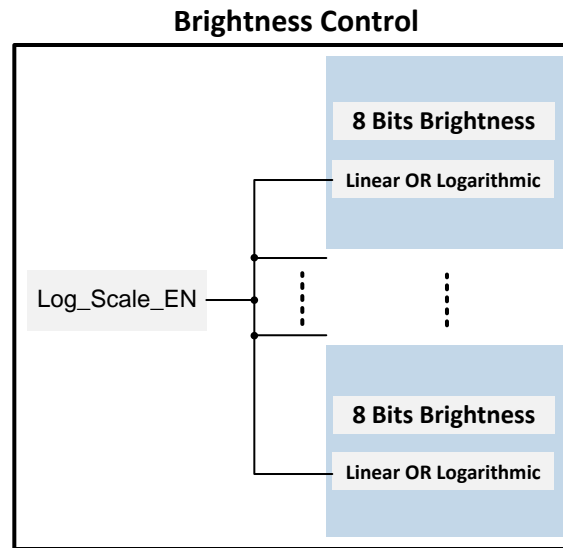 Brightness Control
8 Bits Brightness
Linear OR Logarithmic
Log_Scale_EN
8 Bits Brightness
Linear OR Logarithmic